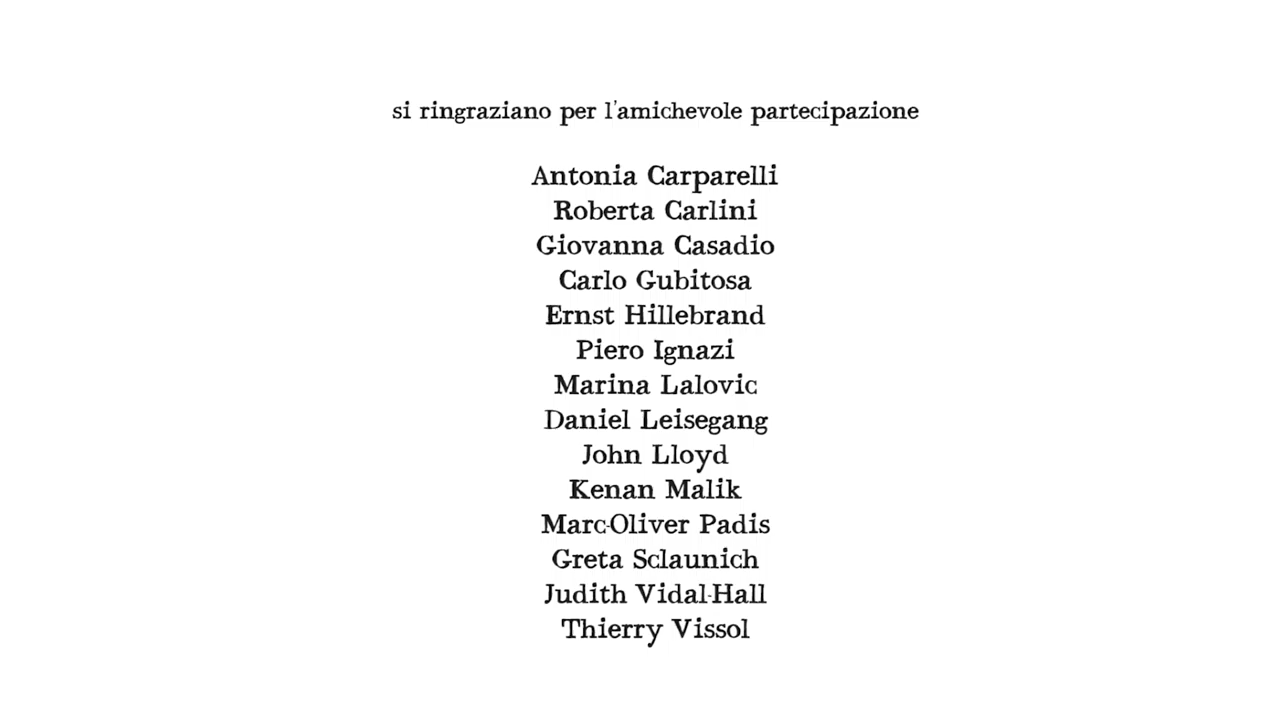 si ringraziano per l'amichevole partecipazione
Antonia Carparelli
Roberta Carlini
Giovanna Casadio
Carlo Gubitosa
Ernst Hillebrand
Piero Ignazi
Marina Lalovic
Daniel Leisegang
John Lloyd
Kenan Malik
Marc-Oliver Padis
Greta Sclaunich
Judith Vidal-Hall
Thierry Vissol